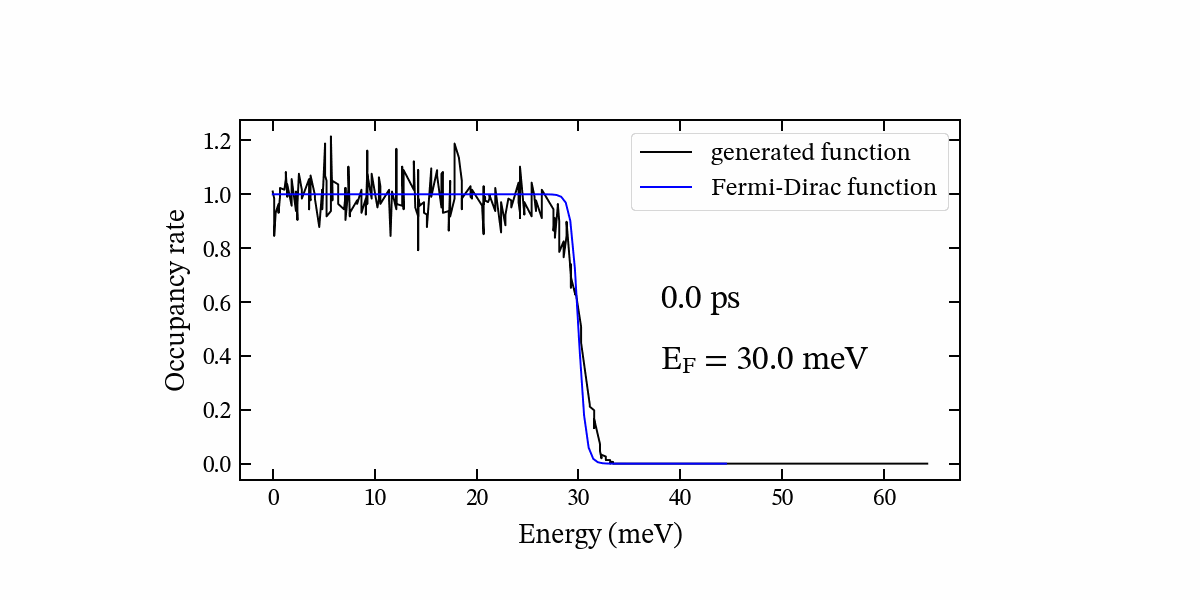 1.2
1.0
0.8
0.6
0.4
0.2
0.0
Occupancy rate
generated function
Fermi-Dirac function
0.0 ps
E_F = 30.0 meV
0 10 20 30 40 50 60
Energy (meV)